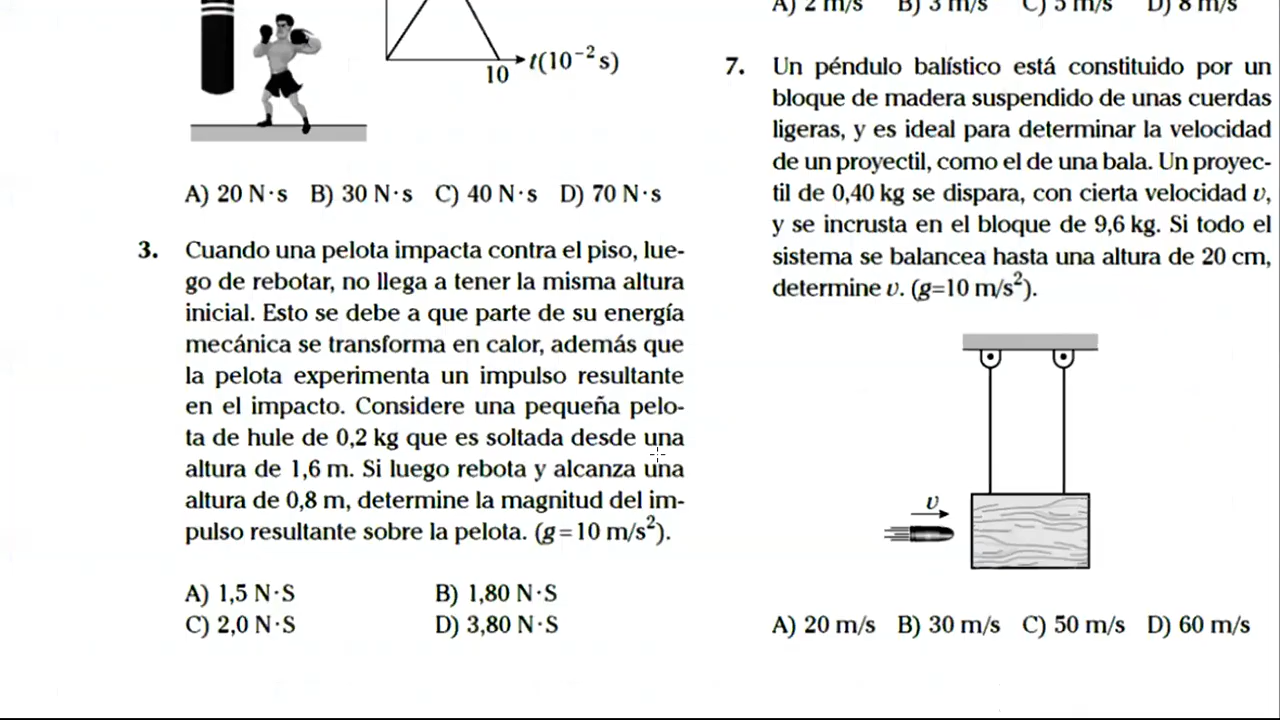 10 t(10⁻² s)
A) 20 N·s B) 30 N·s C) 40 N·s D) 70 N·s
3. Cuando una pelota impacta contra el piso, lue-
go de rebotar, no llega a tener la misma altura
inicial. Esto se debe a que parte de su energía
mecánica se transforma en calor, además que
la pelota experimenta un impulso resultante
en el impacto. Considere una pequeña pelo-
ta de hule de 0,2 kg que es soltada desde una
altura de 1,6 m. Si luego rebota y alcanza una
altura de 0,8 m, determine la magnitud del im-
pulso resultante sobre la pelota. (g=10 m/s²).
A) 1,5 N·S B) 1,80 N·S
C) 2,0 N·S D) 3,80 N·S
A) 2 m/s B) 3 m/s C) 5 m/s D) 8 m/s
7. Un péndulo balístico está constituido por un
bloque de madera suspendido de unas cuerdas
ligeras, y es ideal para determinar la velocidad
de un proyectil, como el de una bala. Un proyec-
til de 0,40 kg se dispara, con cierta velocidad v,
y se incrusta en el bloque de 9,6 kg. Si todo el
sistema se balancea hasta una altura de 20 cm,
determine v. (g=10 m/s²).
v
A) 20 m/s B) 30 m/s C) 50 m/s D) 60 m/s